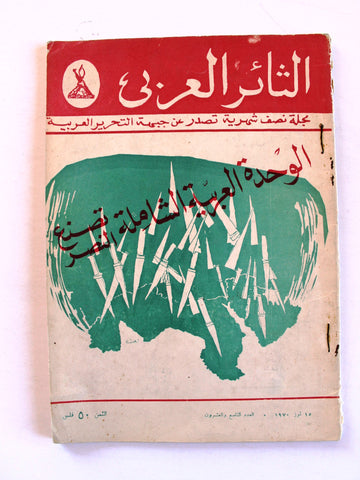 الثائر العربي
مجلة نصف شهرية تصدر عن جبهة التحرير العربية
الوحدة العربية الشاملة تصنع النصر
١٥ تموز ١٩٧٠ • العدد التاسع والعشرون
الثمن ٥٠ فلس